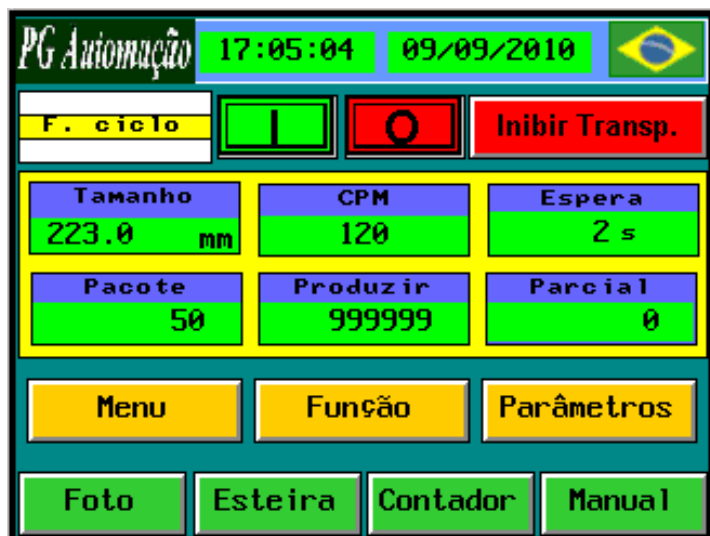 PG Automação 17:05:04 09/09/2010
F. ciclo I O Inibir Transp.
Tamanho CPM Espera
223.0 mm 120 2 s
Pacote Produzir Parcial
50 999999 0
Menu Função Parâmetros
Foto Esteira Contador Manual